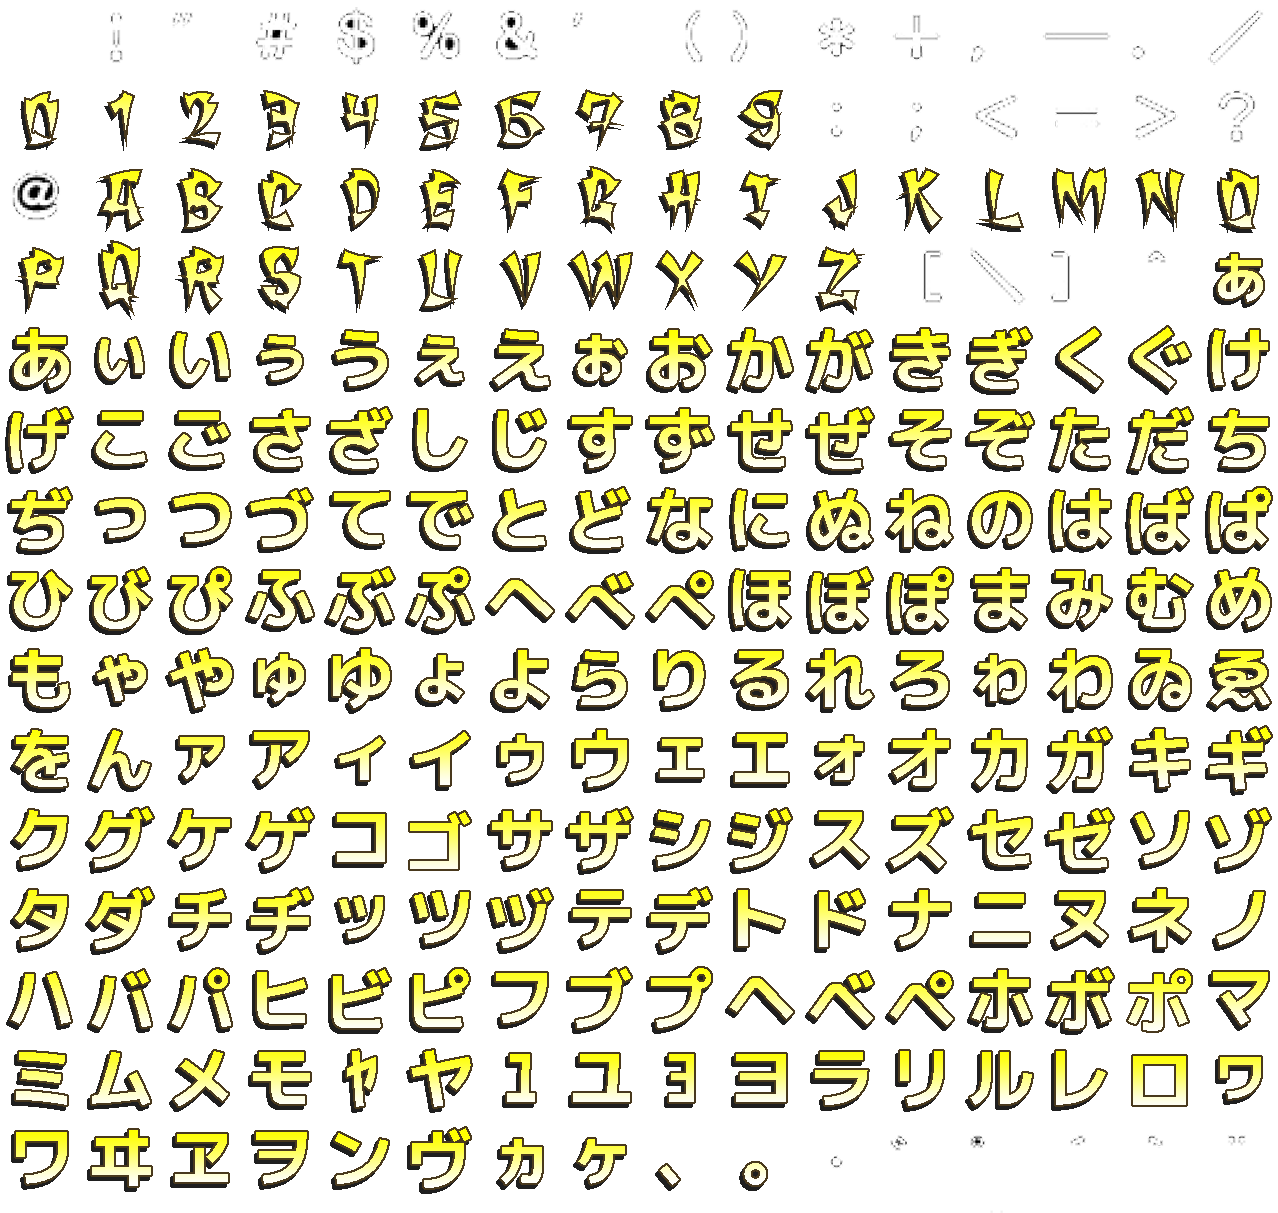 ! " # $ % & ' ( ) * + , — . /
0 1 2 3 4 5 6 7 8 9 : ; < — > ?
@ A B C D E F G H I J K L M N O
P Q R S T U V W X Y Z [ \ ] ^ あ
あ ぃ い ぅ う ぇ え ぉ お か が き ぎ く ぐ け
げ こ ご さ ざ し じ す ず せ ぜ そ ぞ た だ ち
ぢ っ つ づ て で と ど な に ぬ ね の は ば ぱ
ひ び ぴ ふ ぶ ぷ へ べ ぺ ほ ぼ ぽ ま み む め
も ゃ や ゅ ゆ ょ よ ら り る れ ろ ゎ わ ゐ ゑ
を ん ァ ア ィ イ ゥ ウ ェ エ ォ オ カ ガ キ ギ
ク グ ケ ゲ コ ゴ サ ザ シ ジ ス ズ セ ゼ ソ ゾ
タ ダ チ ヂ ッ ツ ヅ テ デ ト ド ナ ニ ヌ ネ ノ
ハ バ パ ヒ ビ ピ フ ブ プ ヘ ベ ペ ホ ボ ポ マ
ミ ム メ モ ャ ヤ ュ ユ ョ ヨ ラ リ ル レ ロ ヮ
ワ ヰ ヱ ヲ ン ヴ ヵ ヶ 、 。